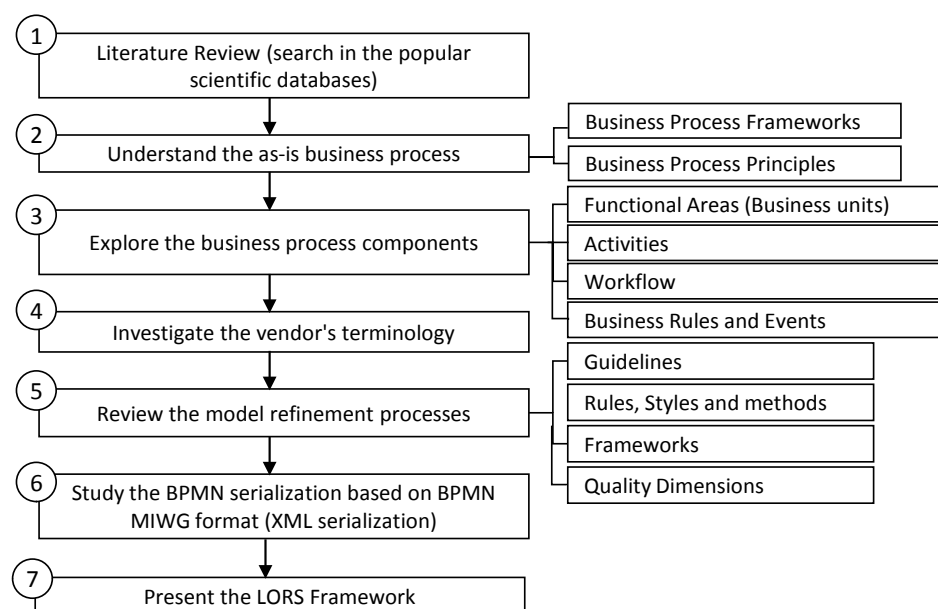 1
Literature Review (search in the popular
scientific databases)
2
Understand the as-is business process
Business Process Frameworks
Business Process Principles
3
Explore the business process components
Functional Areas (Business units)
Activities
Workflow
Business Rules and Events
4
Investigate the vendor's terminology
5
Review the model refinement processes
Guidelines
Rules, Styles and methods
Frameworks
Quality Dimensions
6
Study the BPMN serialization based on BPMN
MIWG format (XML serialization)
7
Present the LORS Framework